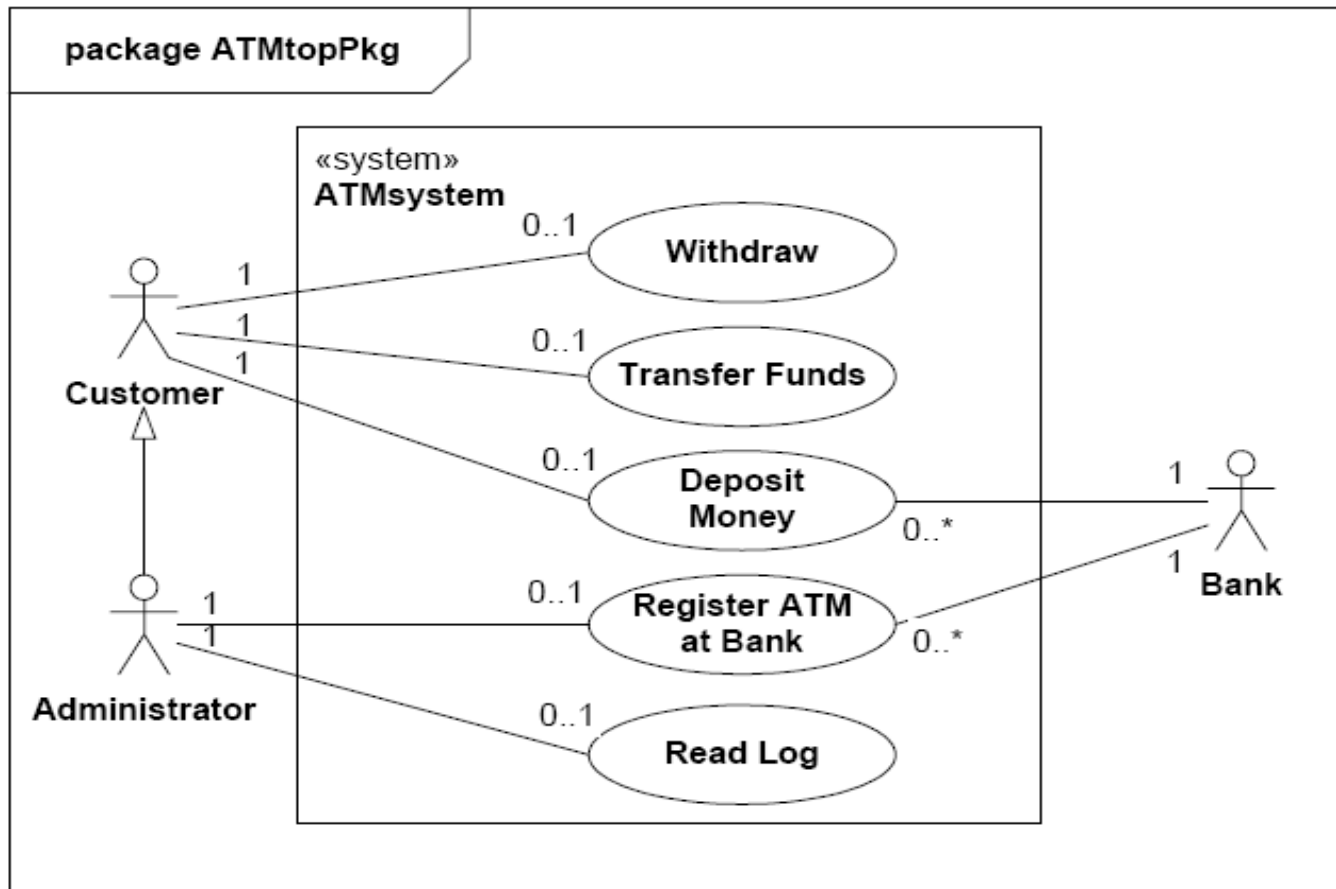 package ATMtopPkg
«system»
ATMsystem
0..1
Withdraw
1
1
0..1
Transfer Funds
1
Customer
0..1
Deposit
Money
1
0..*
1
Bank
1
0..1
Register ATM
at Bank
0..*
1
Administrator
0..1
Read Log